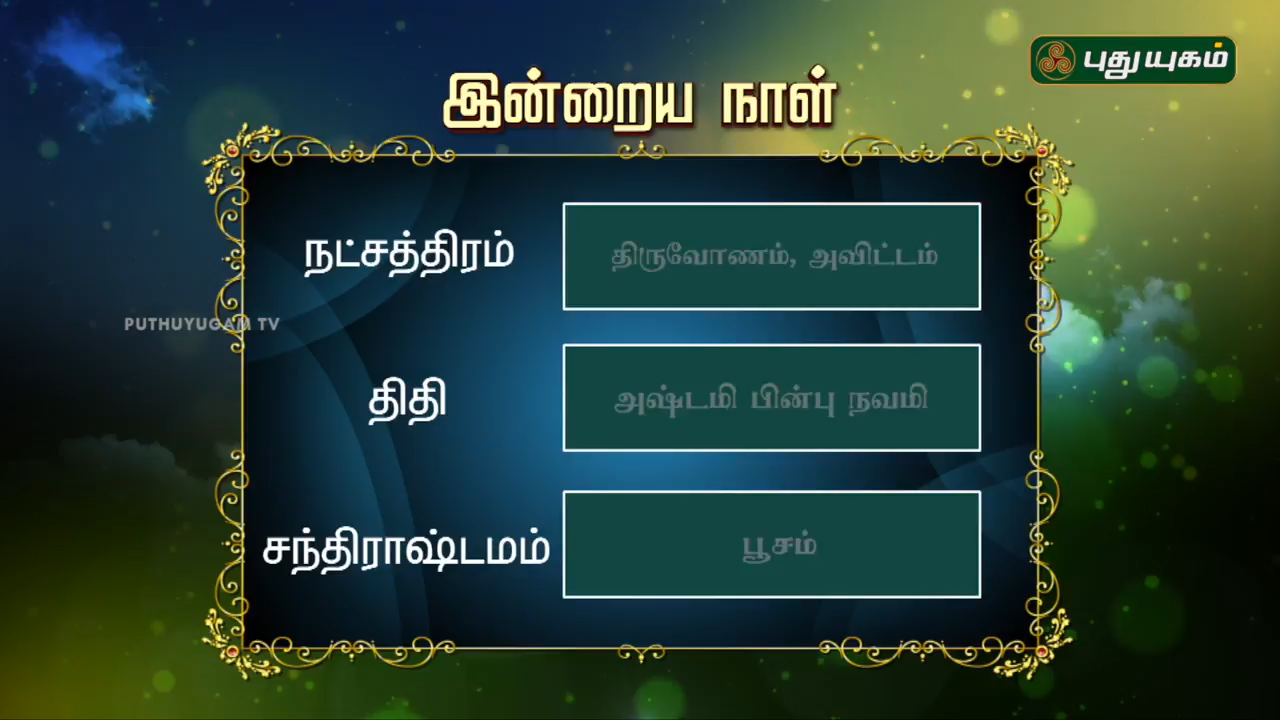 புதுயுகம்
இன்றைய நாள்
நட்சத்திரம்
திருவோணம், அவிட்டம்
PUTHUYUGAM TV
திதி
அஷ்டமி பின்பு நவமி
சந்திராஷ்டமம்
பூசம்